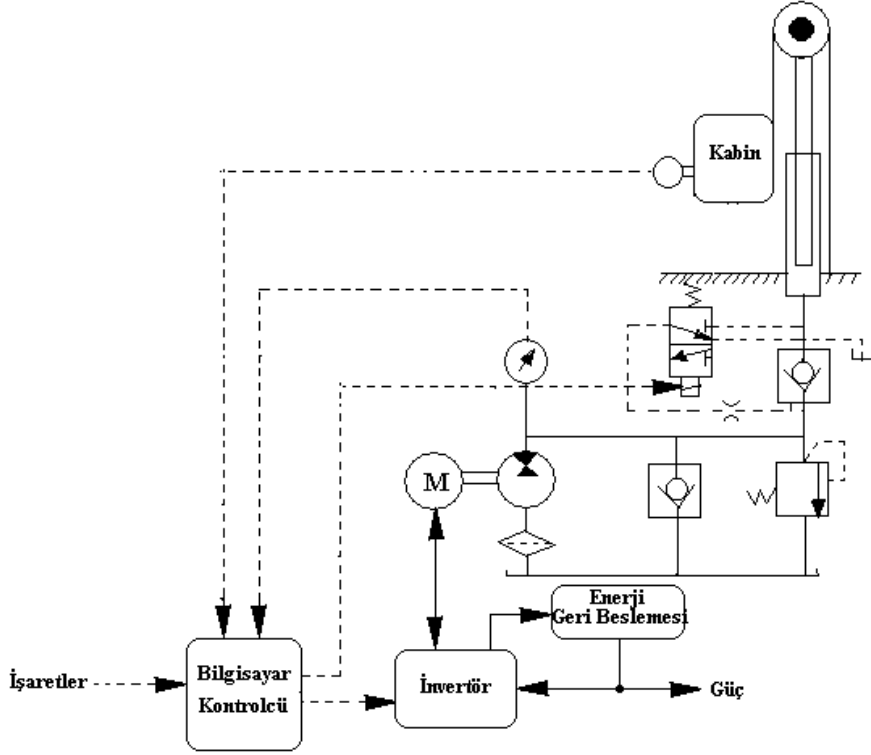 Kabin
M
Enerji
Geri Beslemesi
İşaretler
Bilgisayar
Kontrolcü
İnvertör
Güç